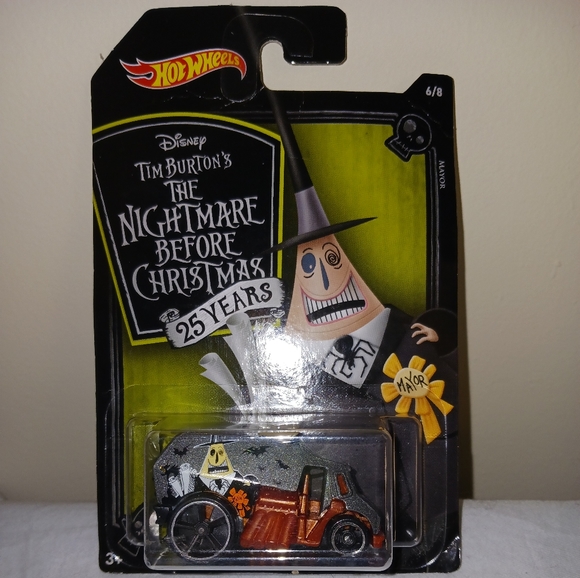 HOT WHEELS
6/8
Disney
TIM BURTON'S
THE
NIGHTMARE
BEFORE
CHRISTMAS
25 YEARS
MAYOR
MAYOR
3+